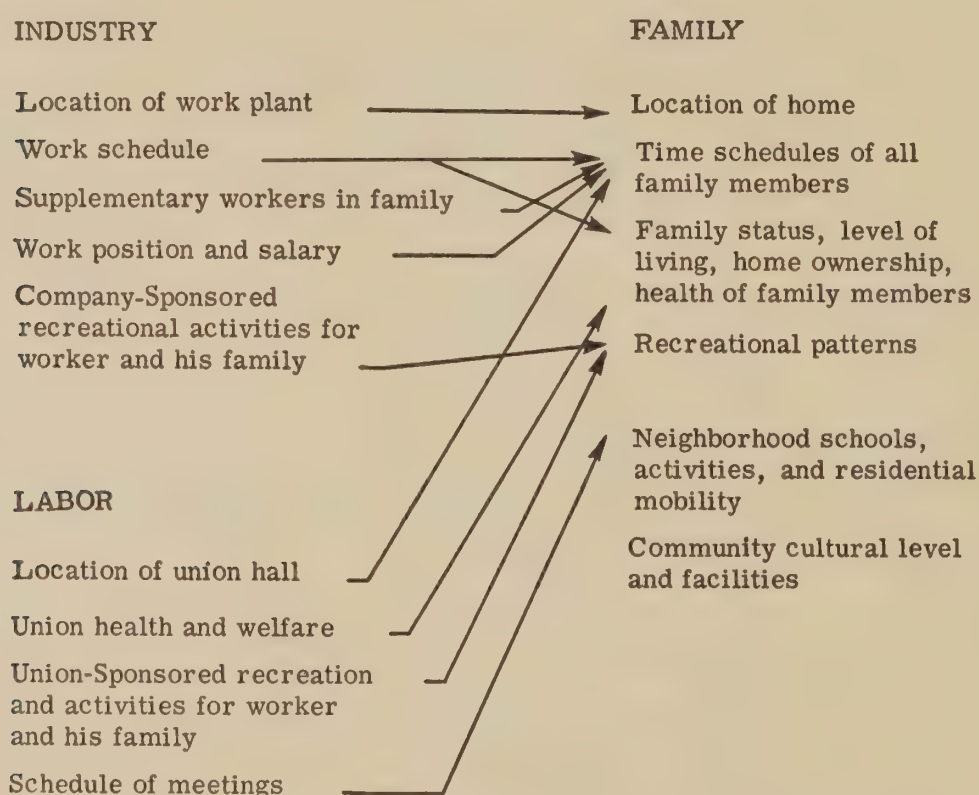 INDUSTRY
Location of work plant
Work schedule
Supplementary workers in family
Work position and salary
Company-Sponsored
recreational activities for
worker and his family
LABOR
Location of union hall
Union health and welfare
Union-Sponsored recreation
and activities for worker
and his family
Schedule of meetings
FAMILY
Location of home
Time schedules of all
family members
Family status, level of
living, home ownership,
health of family members
Recreational patterns
Neighborhood schools,
activities, and residential
mobility
Community cultural level
and facilities